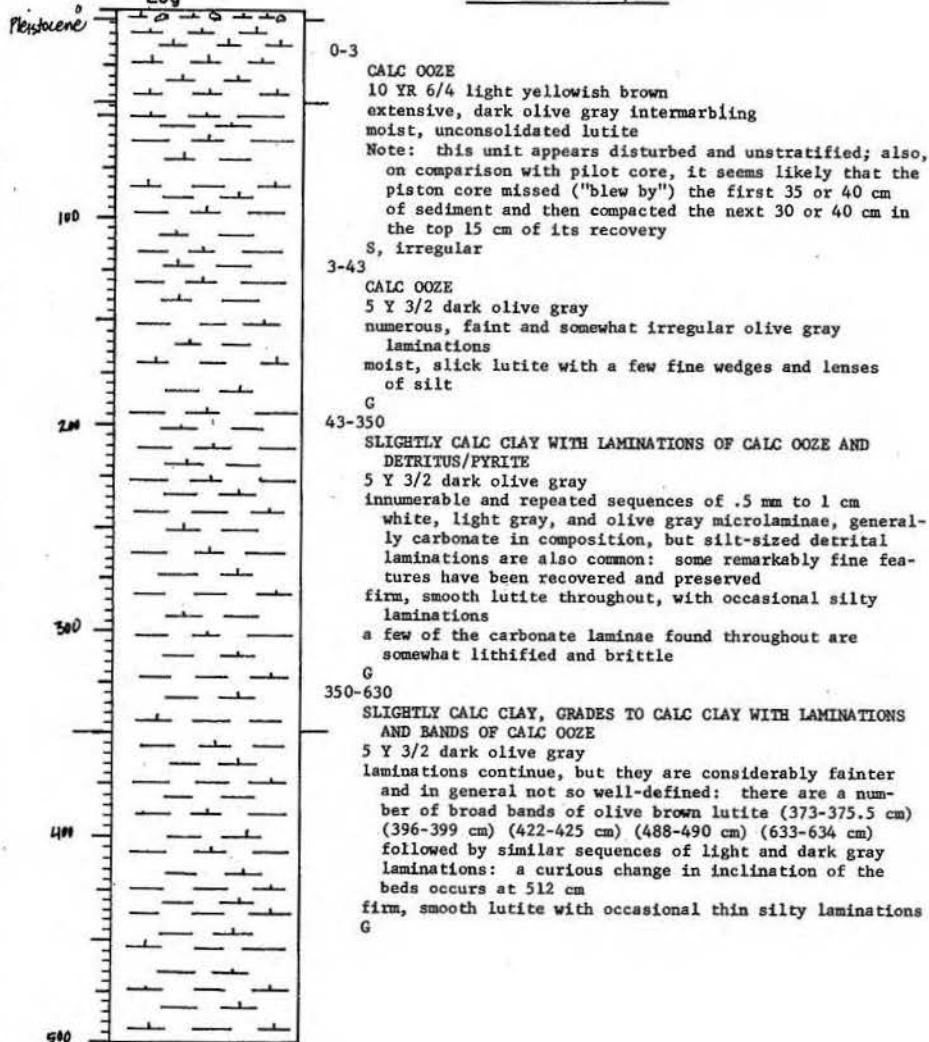 Log
0
Pleistocene
100
200
300
400
500
0-3
CALC OOZE
10 YR 6/4 light yellowish brown
extensive, dark olive gray intermarbling
moist, unconsolidated lutite
Note: this unit appears disturbed and unstratified; also,
on comparison with pilot core, it seems likely that the
piston core missed ("blew by") the first 35 or 40 cm
of sediment and then compacted the next 30 or 40 cm in
the top 15 cm of its recovery
S, irregular
3-43
CALC OOZE
5 Y 3/2 dark olive gray
numerous, faint and somewhat irregular olive gray
laminations
moist, slick lutite with a few fine wedges and lenses
of silt
G
43-350
SLIGHTLY CALC CLAY WITH LAMINATIONS OF CALC OOZE AND
DETRITUS/PYRITE
5 Y 3/2 dark olive gray
innumerable and repeated sequences of .5 mm to 1 cm
white, light gray, and olive gray microlaminae, general-
ly carbonate in composition, but silt-sized detrital
laminations are also common: some remarkably fine fea-
tures have been recovered and preserved
firm, smooth lutite throughout, with occasional silty
laminations
a few of the carbonate laminae found throughout are
somewhat lithified and brittle
G
350-630
SLIGHTLY CALC CLAY, GRADES TO CALC CLAY WITH LAMINATIONS
AND BANDS OF CALC OOZE
5 Y 3/2 dark olive gray
laminations continue, but they are considerably fainter
and in general not so well-defined: there are a num-
ber of broad bands of olive brown lutite (373-375.5 cm)
(396-399 cm) (422-425 cm) (488-490 cm) (633-634 cm)
followed by similar sequences of light and dark gray
laminations: a curious change in inclination of the
beds occurs at 512 cm
firm, smooth lutite with occasional thin silty laminations
G